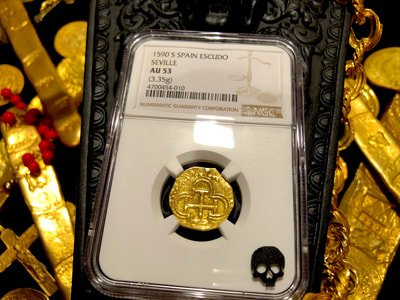 1590 S SPAIN ESCUDO
SEVILLE
AU 53
(3.35g)
4700454-010
NUMISMATIC GUARANTY CORPORATION
NGC